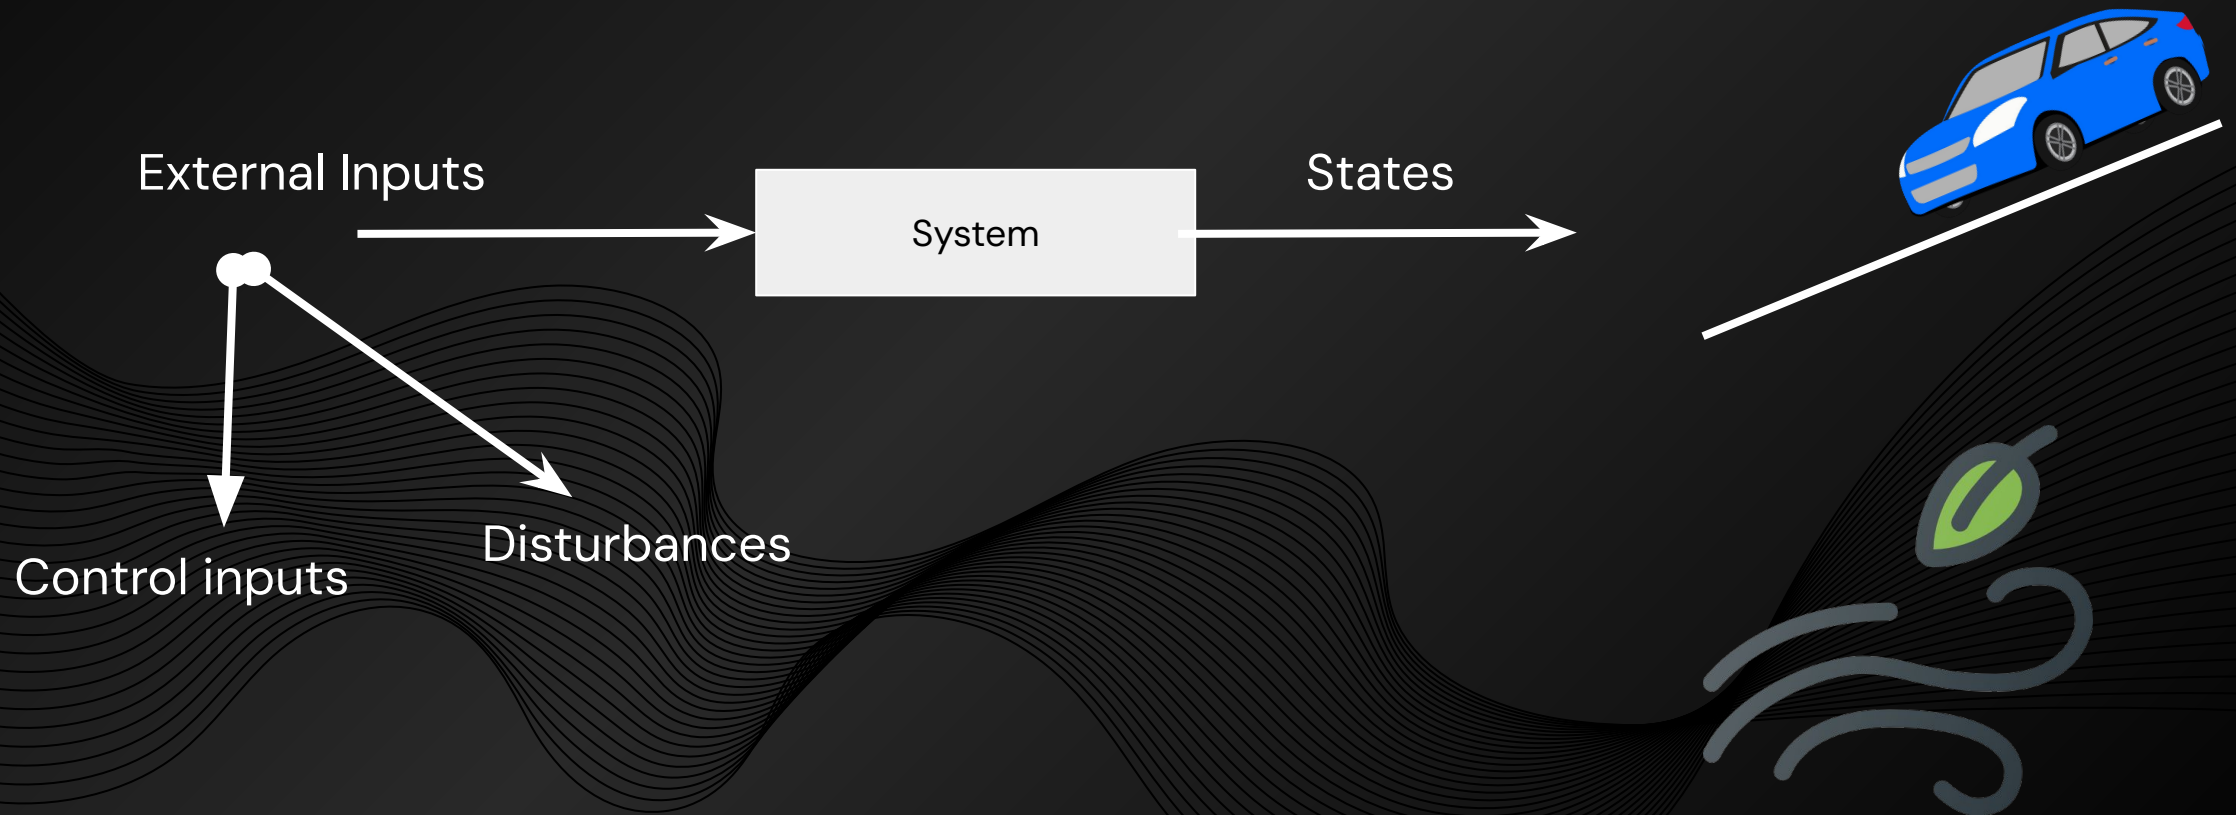 External Inputs
System
States
Disturbances
Control inputs